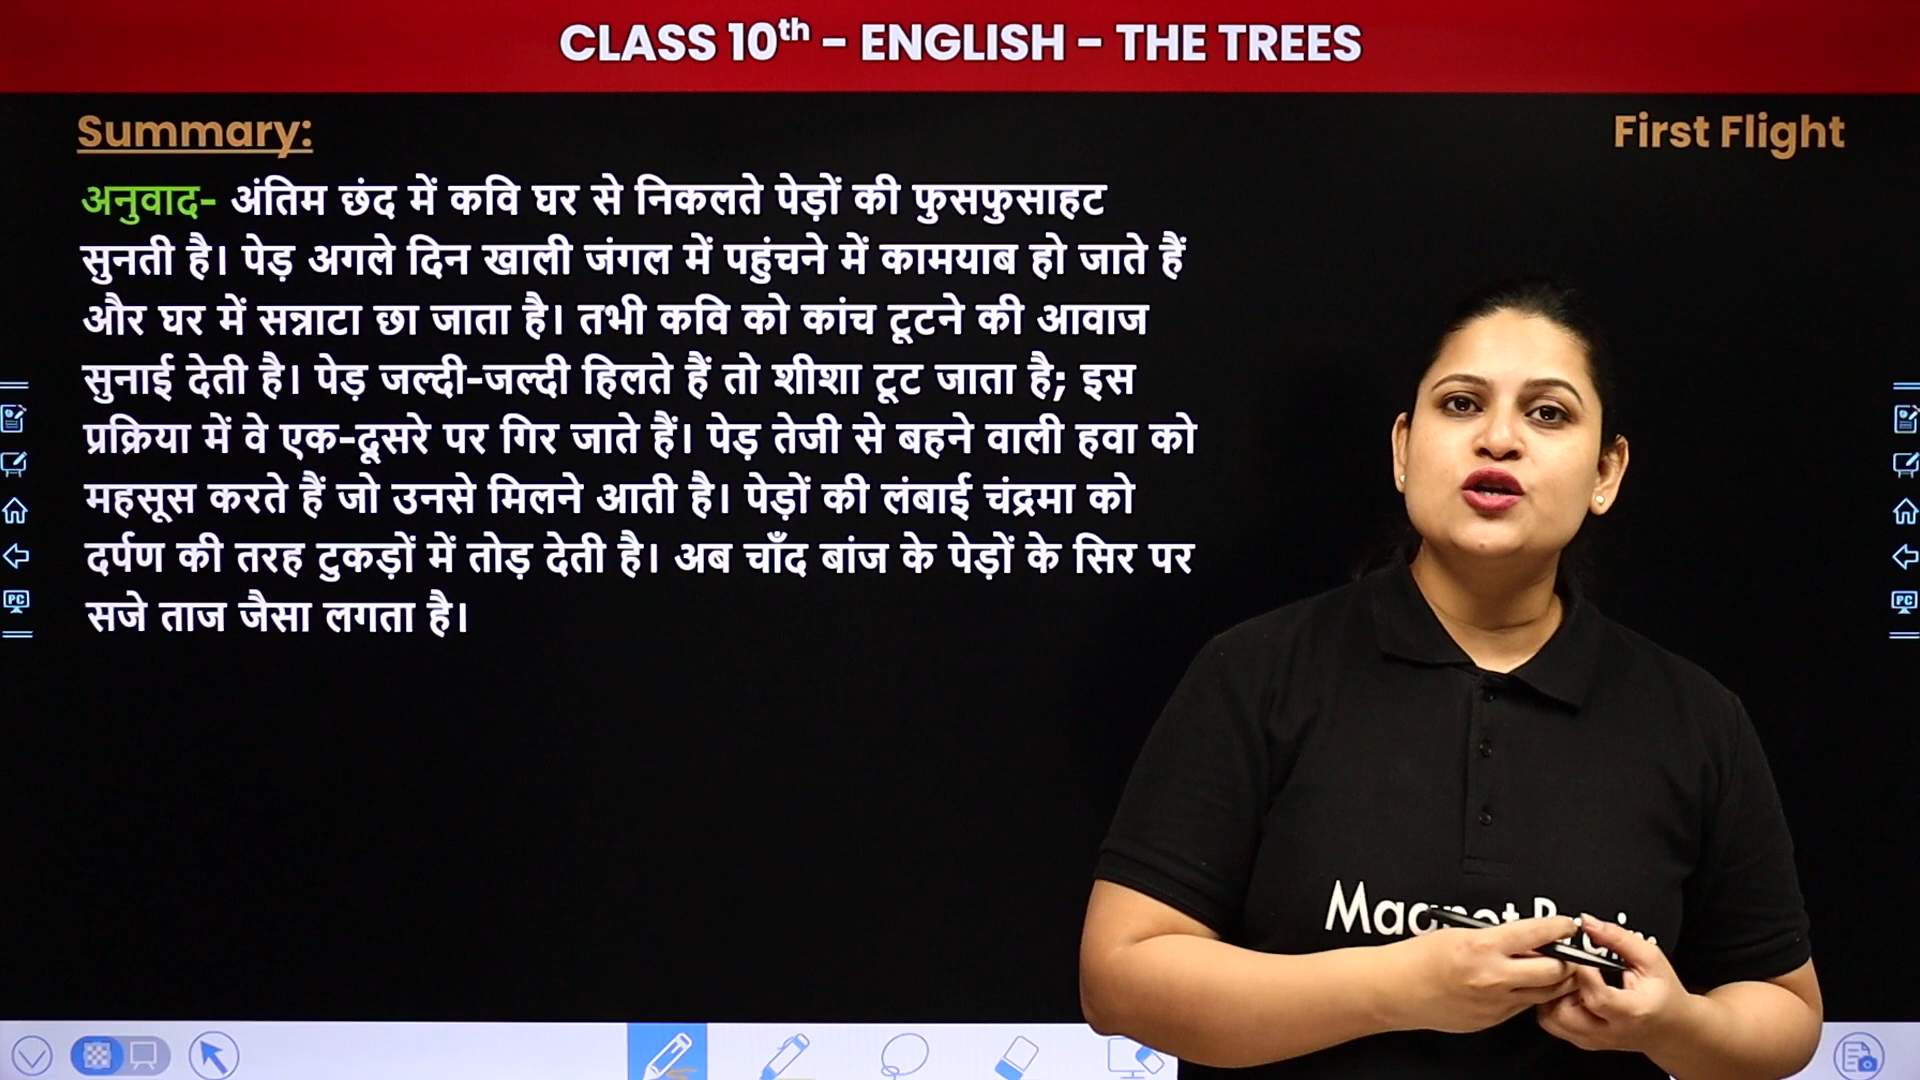 CLASS 10th - ENGLISH - THE TREES
Summary:
First Flight
अनुवाद- अंतिम छंद में कवि घर से निकलते पेड़ों की फुसफुसाहट
सुनती है। पेड़ अगले दिन खाली जंगल में पहुंचने में कामयाब हो जाते हैं
और घर में सन्नाटा छा जाता है। तभी कवि को कांच टूटने की आवाज
सुनाई देती है। पेड़ जल्दी-जल्दी हिलते हैं तो शीशा टूट जाता है; इस
प्रक्रिया में वे एक-दूसरे पर गिर जाते हैं। पेड़ तेजी से बहने वाली हवा को
महसूस करते हैं जो उनसे मिलने आती है। पेड़ों की लंबाई चंद्रमा को
दर्पण की तरह टुकड़ों में तोड़ देती है। अब चाँद बांज के पेड़ों के सिर पर
सजे ताज जैसा लगता है।
PC
PC